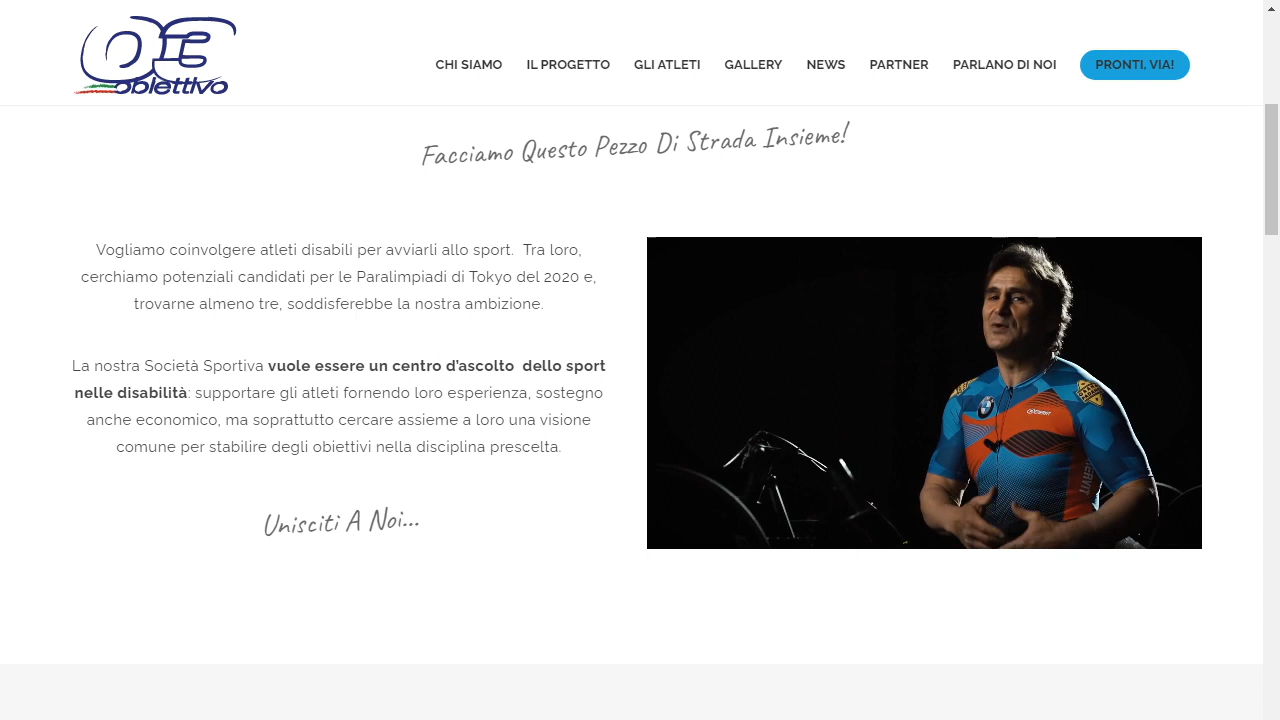 obiettivo
CHI SIAMO IL PROGETTO GLI ATLETI GALLERY NEWS PARTNER PARLANO DI NOI PRONTI, VIA!
Facciamo Questo Pezzo Di Strada Insieme!
Vogliamo coinvolgere atleti disabili per avviarli allo sport.  Tra loro,
cerchiamo potenziali candidati per le Paralimpiadi di Tokyo del 2020 e,
trovarne almeno tre, soddisferebbe la nostra ambizione.
La nostra Società Sportiva vuole essere un centro d’ascolto  dello sport
nelle disabilità: supportare gli atleti fornendo loro esperienza, sostegno
anche economico, ma soprattutto cercare assieme a loro una visione
comune per stabilire degli obiettivi nella disciplina prescelta.
Unisciti A Noi...